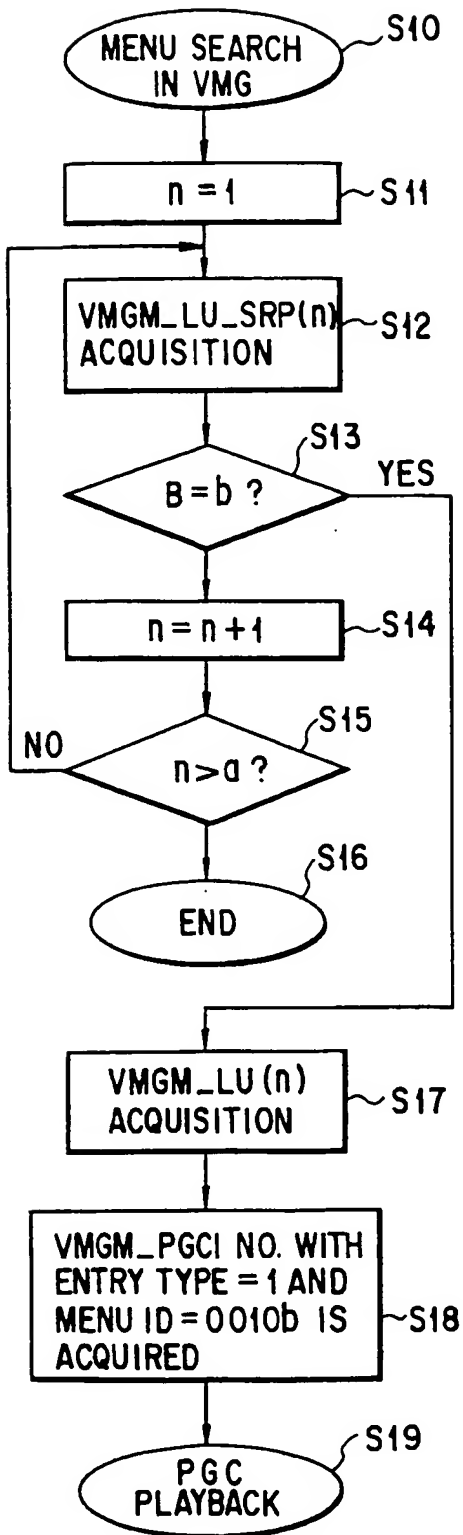 S10
MENU SEARCH
IN VMG
n = 1
S11
VMGM_LU_SRP(n)
ACQUISITION
S12
S13
B = b ?
YES
n = n + 1
S14
S15
NO
n > a ?
S16
END
VMGM_LU (n)
ACQUISITION
S17
VMGM_PGCI NO. WITH
ENTRY TYPE = 1 AND
MENU ID = 0010b IS
ACQUIRED
S18
S19
PGC
PLAYBACK